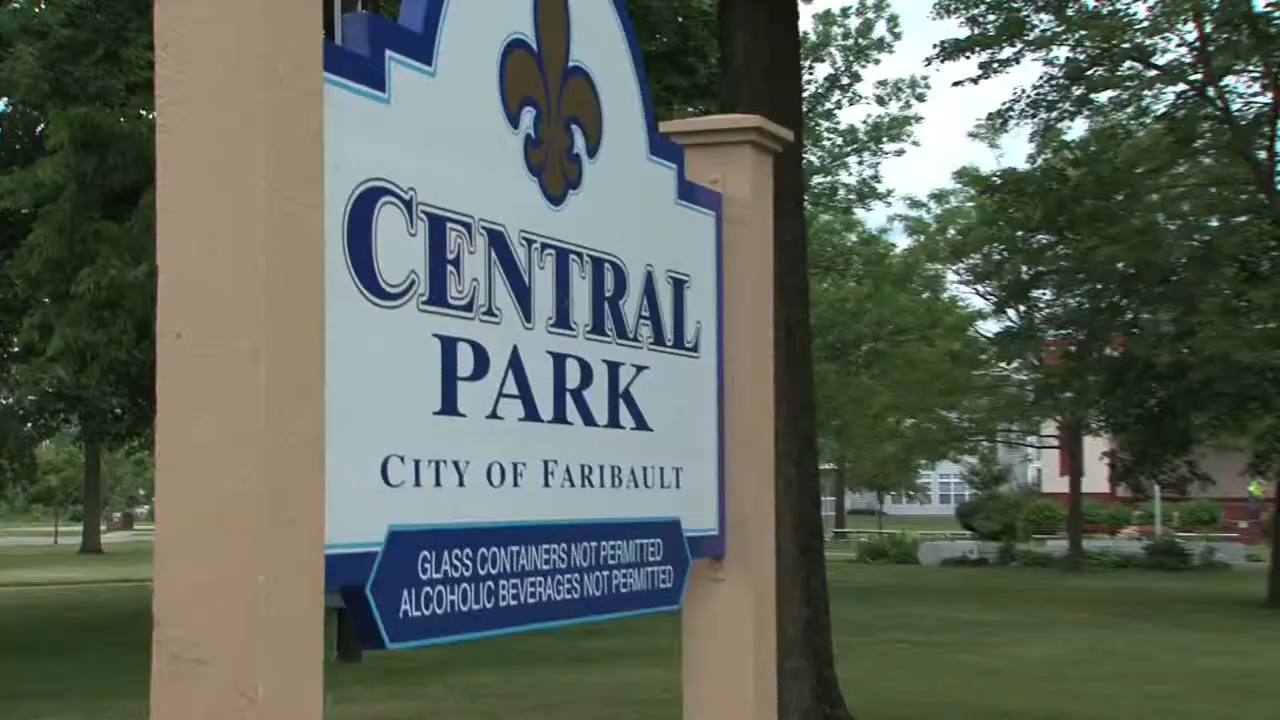 CENTRAL
PARK
CITY OF FARIBAULT
GLASS CONTAINERS NOT PERMITTED
ALCOHOLIC BEVERAGES NOT PERMITTED